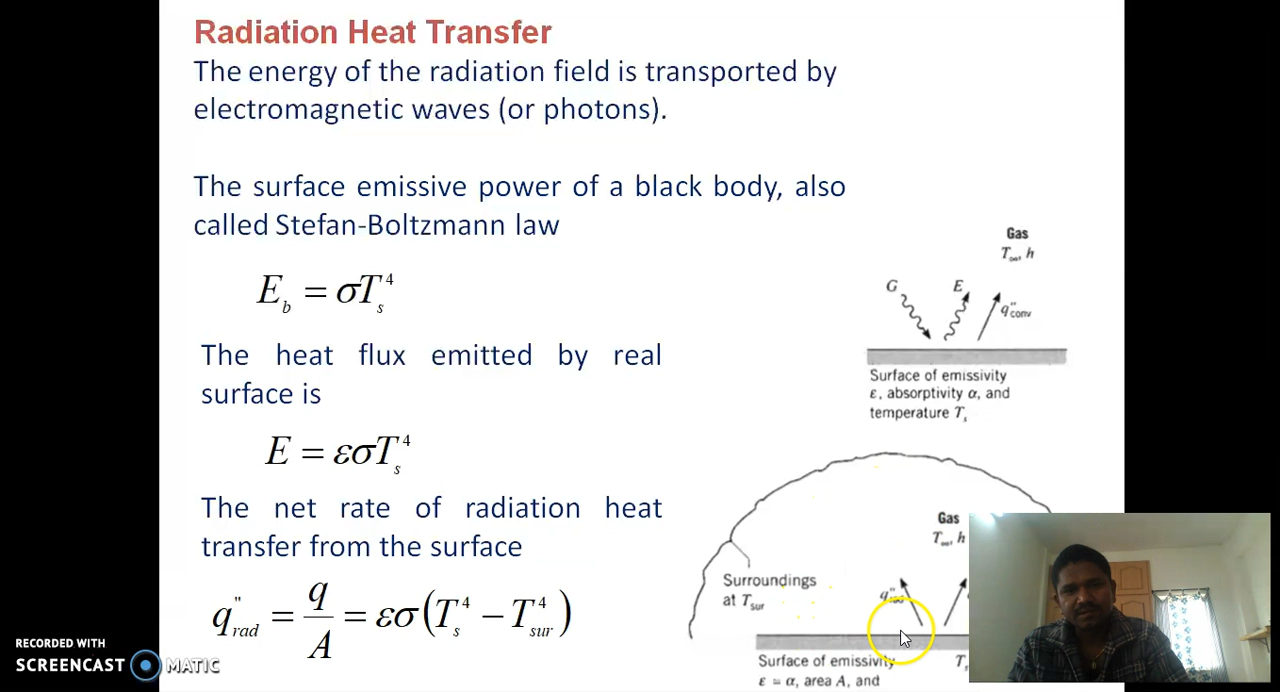 Radiation Heat Transfer
The energy of the radiation field is transported by
electromagnetic waves (or photons).
The surface emissive power of a black body, also
called Stefan-Boltzmann law
E_b = σT_s^4
The heat flux emitted by real
surface is
E = εσT_s^4
The net rate of radiation heat
transfer from the surface
q"_rad = q/A = εσ(T_s^4 − T_sur^4)
Gas
T∞, h
G
E
q"conv
Surface of emissivity
ε, absorptivity α, and
temperature T_s
Gas
T∞, h
Surroundings
at T_sur
Surface of emissivity
ε = α, area A, and
RECORDED WITH
SCREENCAST MATIC